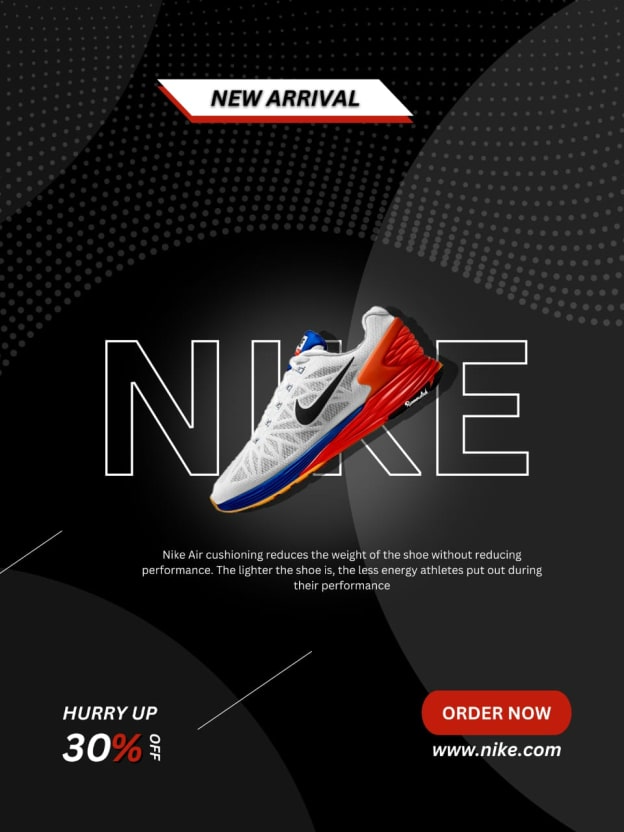 NEW ARRIVAL
NIKE
Nike Air cushioning reduces the weight of the shoe without reducing
performance. The lighter the shoe is, the less energy athletes put out during
their performance
HURRY UP
30% OFF
ORDER NOW
www.nike.com